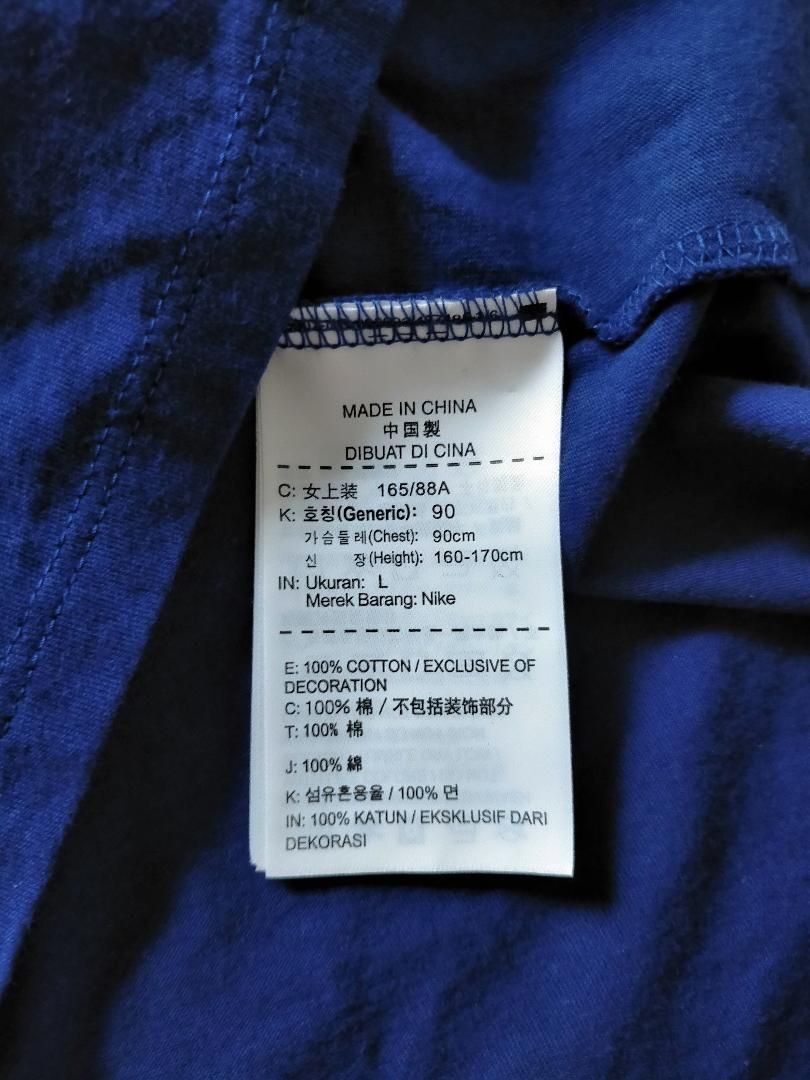 MADE IN CHINA
中国製
DIBUAT DI CINA
C: 女上装 165/88A
K: 호칭(Generic): 90
가슴둘레(Chest): 90cm
신 장(Height): 160-170cm
IN: Ukuran: L
Merek Barang: Nike
E: 100% COTTON / EXCLUSIVE OF
DECORATION
C: 100% 棉 / 不包括装饰部分
T: 100% 棉
J: 100% 綿
K: 섬유혼용율 / 100% 면
IN: 100% KATUN / EKSKLUSIF DARI
DEKORASI